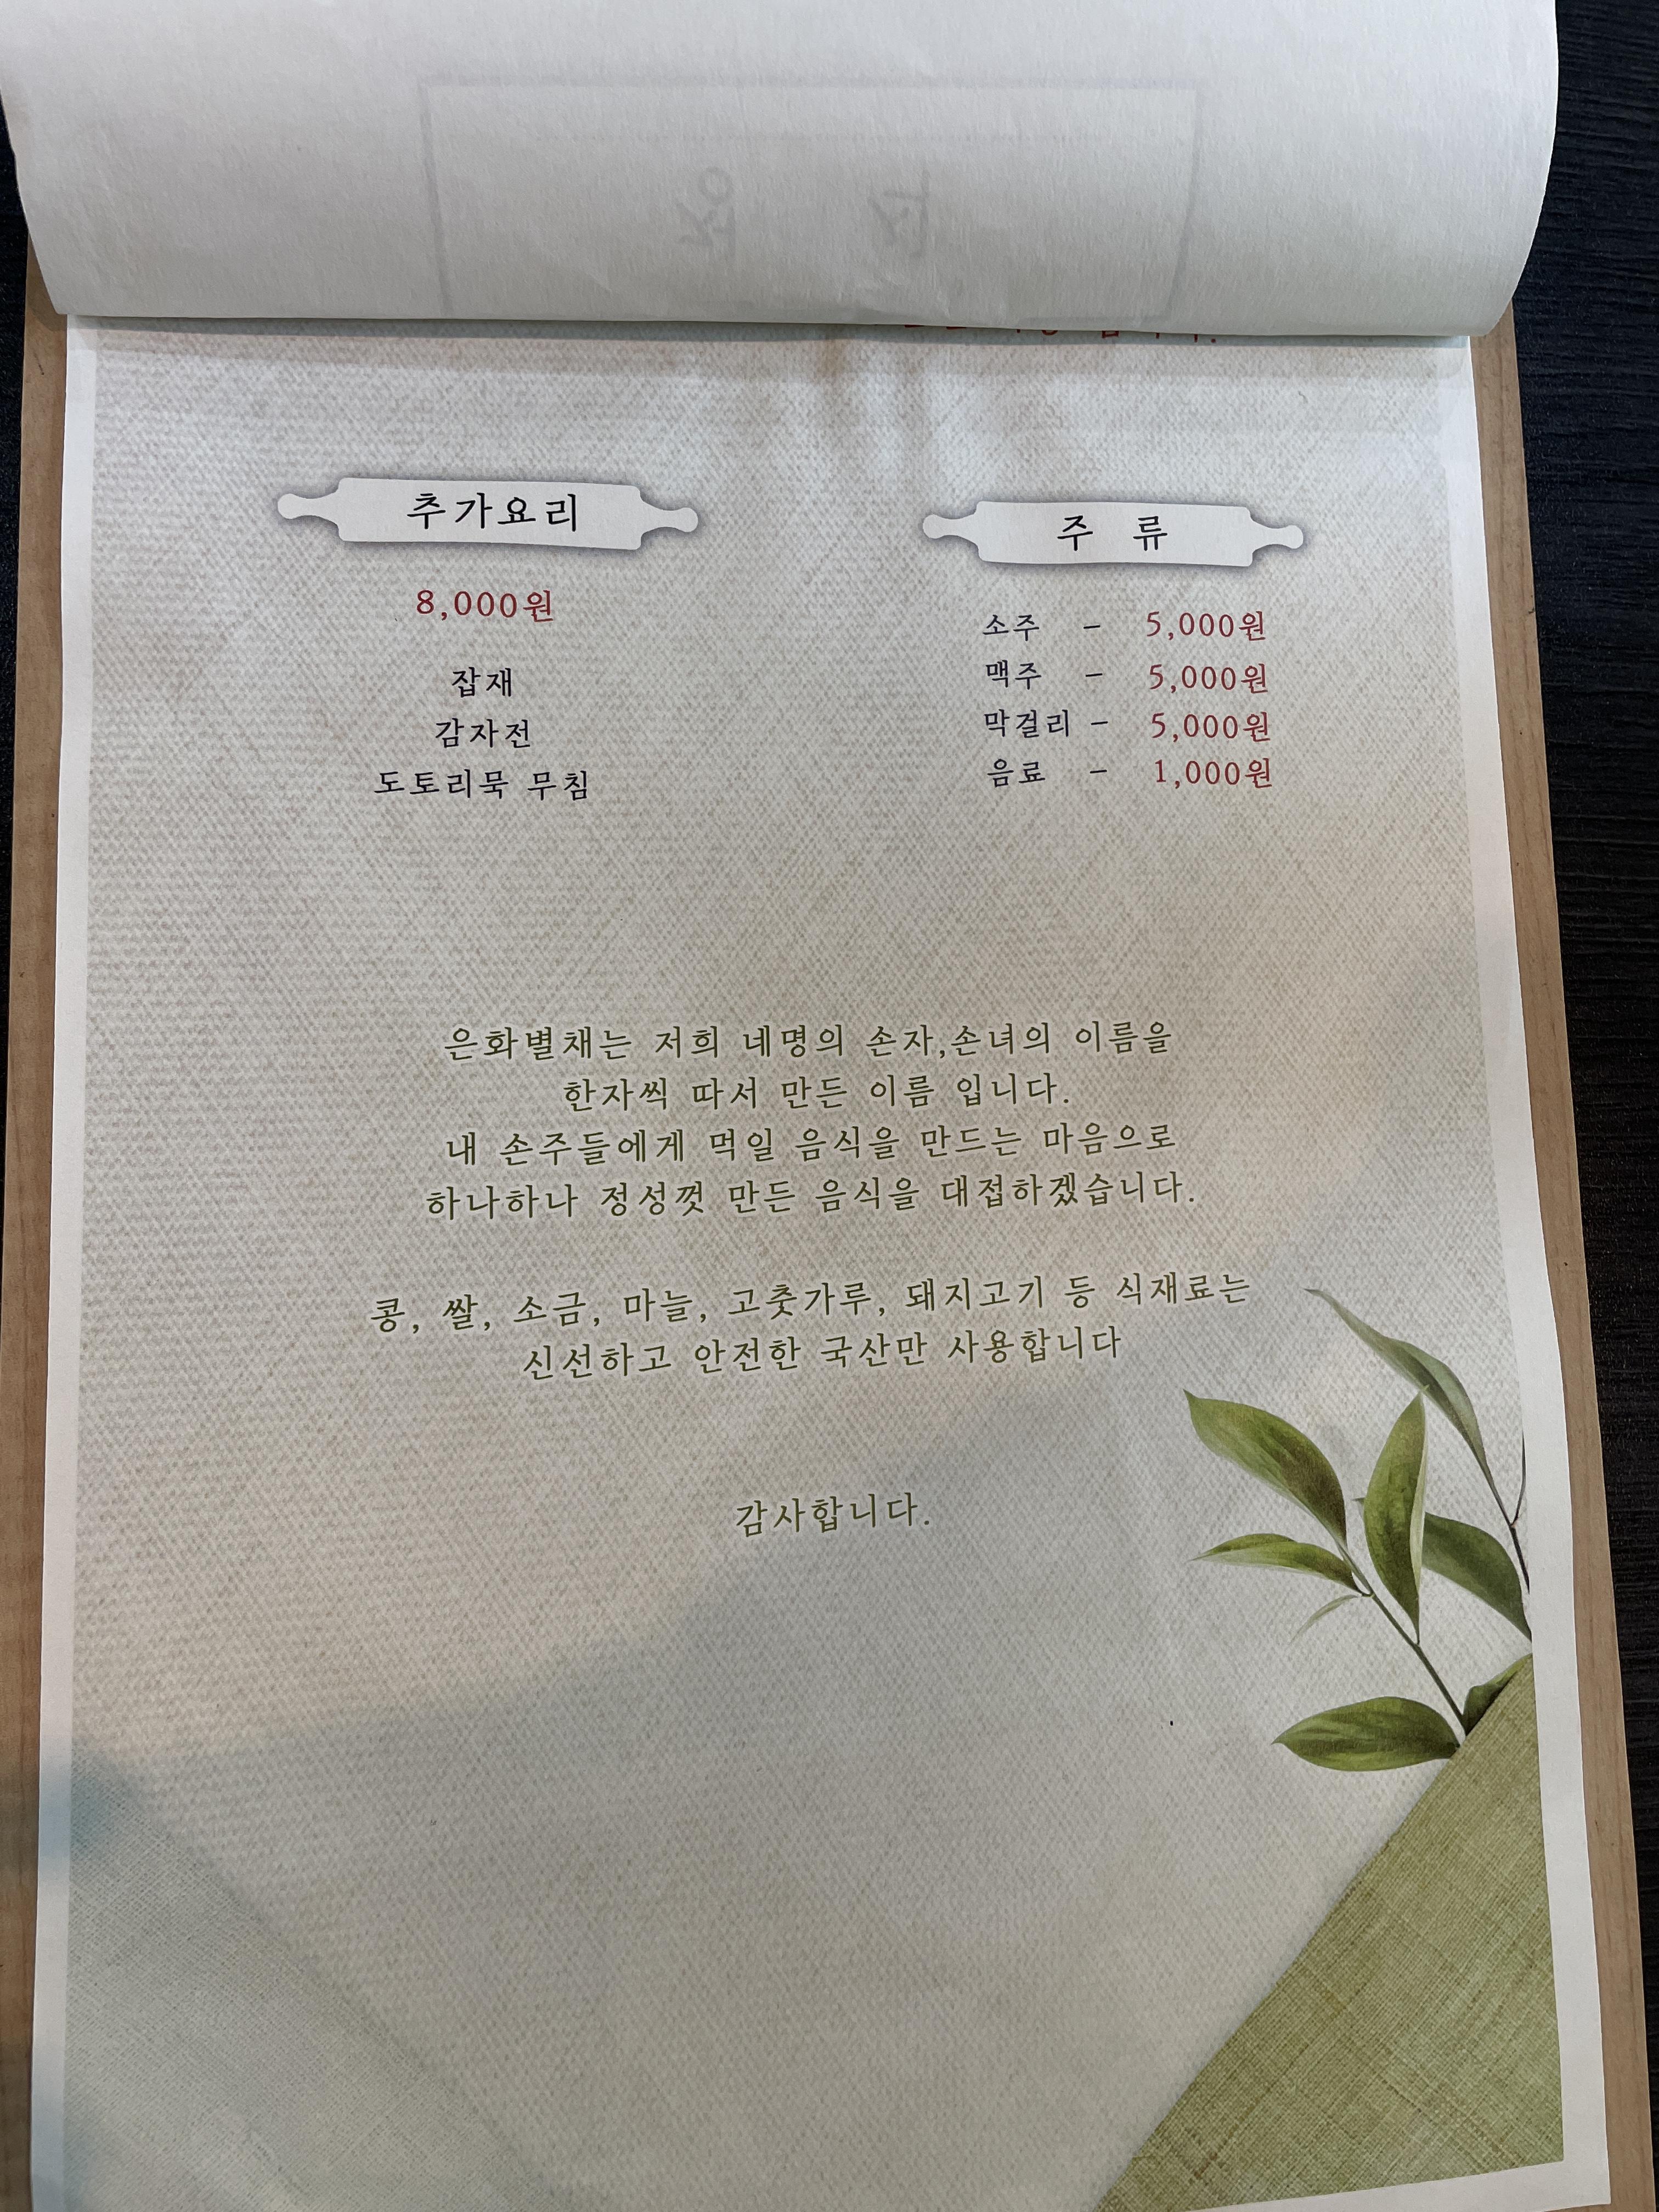 추가요리
8,000원
잡재
감자전
도토리묵 무침
주 류
소주 - 5,000원
맥주 - 5,000원
막걸리 - 5,000원
음료 - 1,000원
은화별채는 저희 네명의 손자,손녀의 이름을
한자씩 따서 만든 이름 입니다.
내 손주들에게 먹일 음식을 만드는 마음으로
하나하나 정성껏 만든 음식을 대접하겠습니다.
콩, 쌀, 소금, 마늘, 고춧가루, 돼지고기 등 식재료는
신선하고 안전한 국산만 사용합니다
감사합니다.